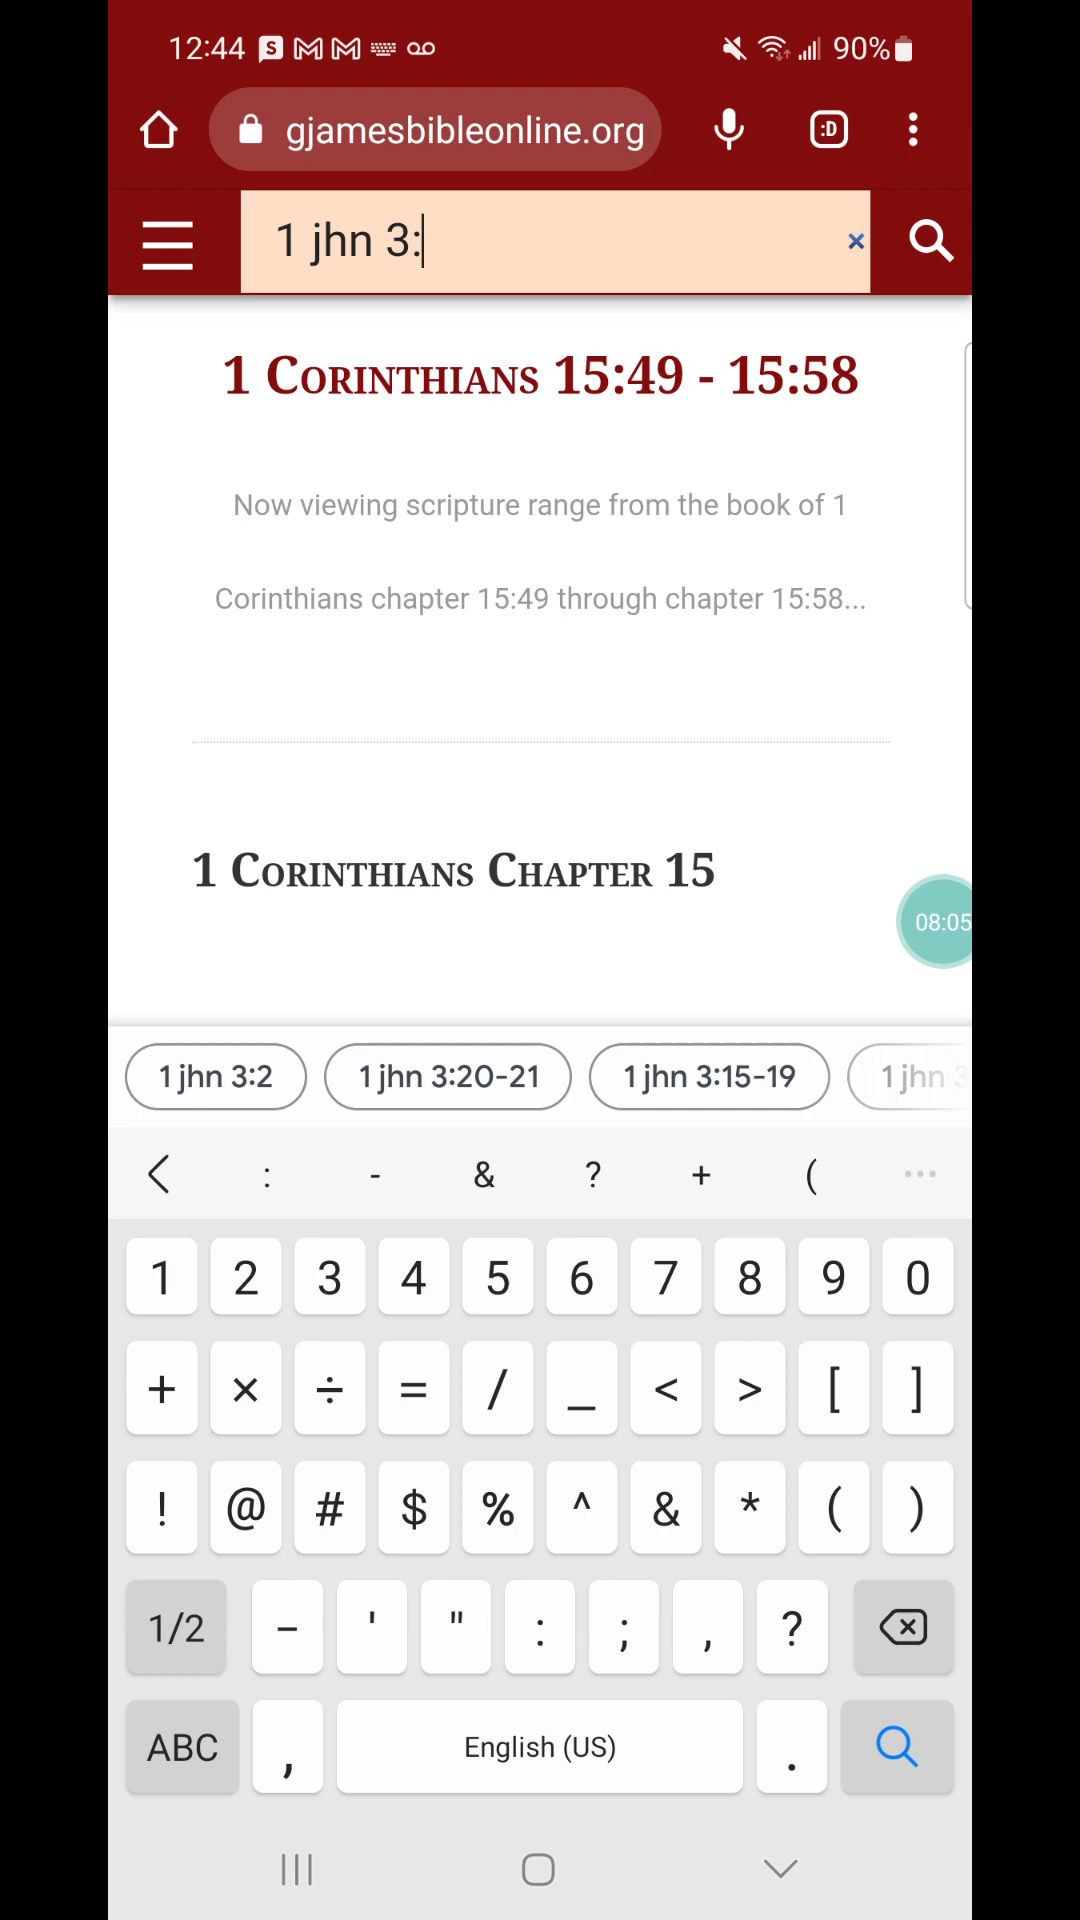 12:44 S 90%
gjamesbibleonline.org :D
1 jhn 3: ×
1 Corinthians 15:49 - 15:58
Now viewing scripture range from the book of 1
Corinthians chapter 15:49 through chapter 15:58...
1 Corinthians Chapter 15
08:05
1 jhn 3:2 1 jhn 3:20-21 1 jhn 3:15-19 1 jhn 3
: - & ? + ( ...
1 2 3 4 5 6 7 8 9 0
+ × ÷ = / _ < > [ ]
! @ # $ % ^ & * ( )
1/2 - ' " : ; , ?
ABC , English (US) .